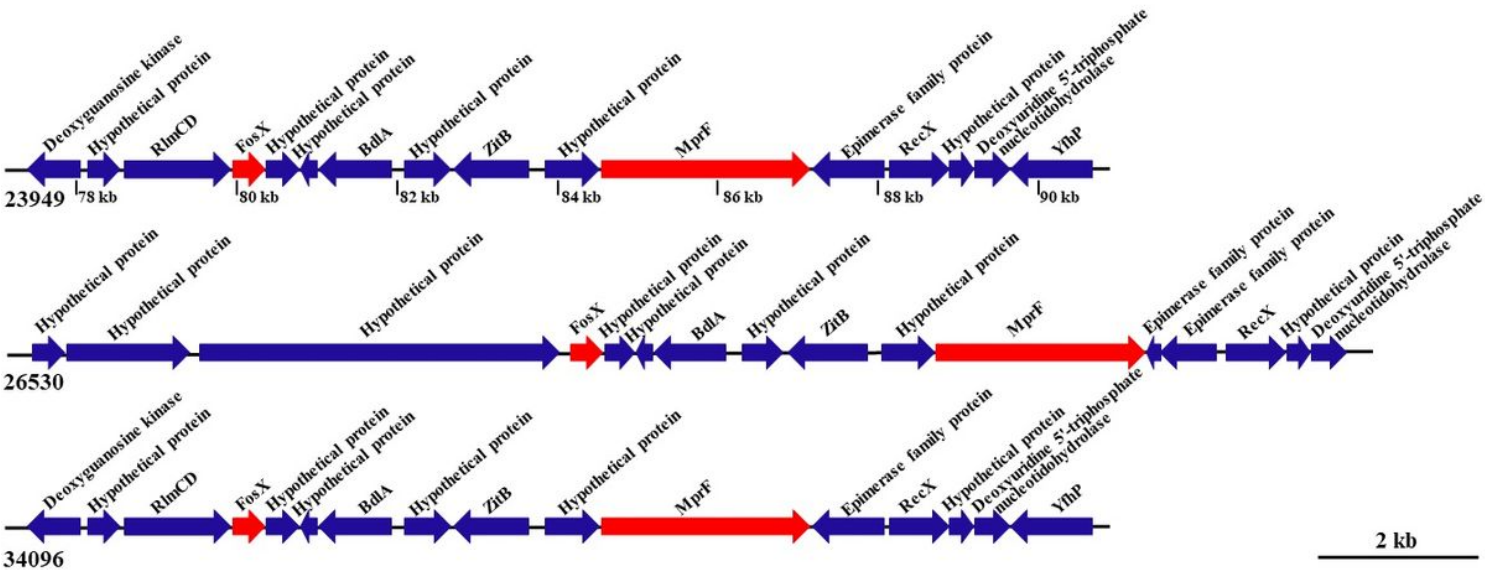 Deoxyguanosine kinase
Hypothetical protein
RlmCD
FosX
Hypothetical protein
Hypothetical protein
BdlA
Hypothetical protein
ZitB
Hypothetical protein
MprF
Epimerase family protein
RecX
Hypothetical protein
Deoxyuridine 5'-triphosphate
nucleotidohydrolase
YfhP
23949
78 kb
80 kb
82 kb
84 kb
86 kb
88 kb
90 kb
Hypothetical protein
Hypothetical protein
Hypothetical protein
FosX
Hypothetical protein
Hypothetical protein
BdlA
Hypothetical protein
ZitB
Hypothetical protein
MprF
Epimerase family protein
Epimerase family protein
RecX
Hypothetical protein
Deoxyuridine 5'-triphosphate
nucleotidohydrolase
26530
Deoxyguanosine kinase
Hypothetical protein
RlmCD
FosX
Hypothetical protein
Hypothetical protein
BdlA
Hypothetical protein
ZitB
Hypothetical protein
MprF
Epimerase family protein
RecX
Hypothetical protein
Deoxyuridine 5'-triphosphate
nucleotidohydrolase
YfhP
34096
2 kb